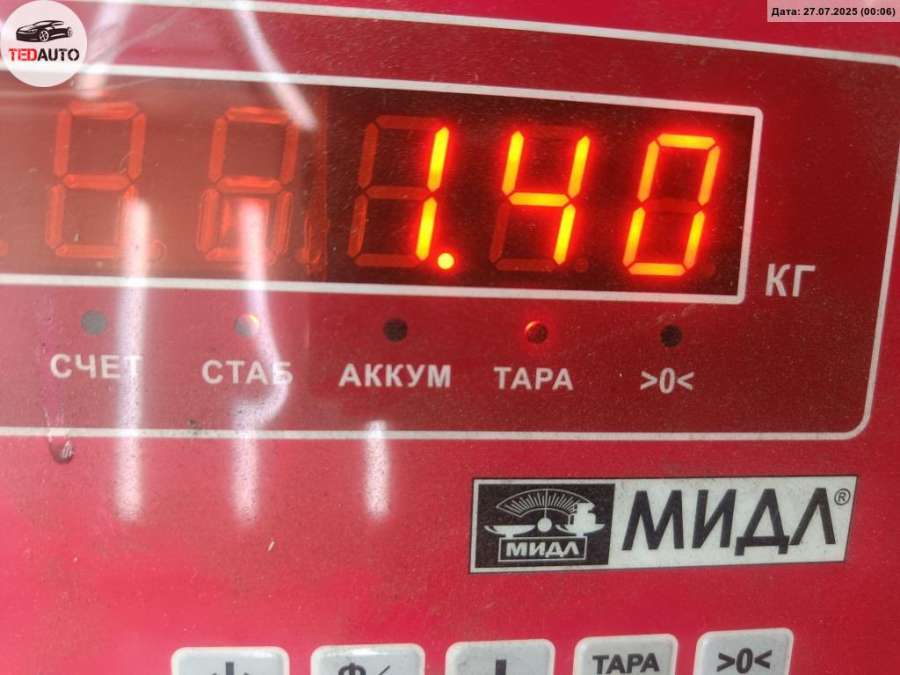 TEDAUTO
Дата: 27.07.2025 (00:06)
1.40
КГ
СЧЕТ СТАБ АККУМ ТАРА >0<
МИДЛ МИДЛ®
ТАРА >0<